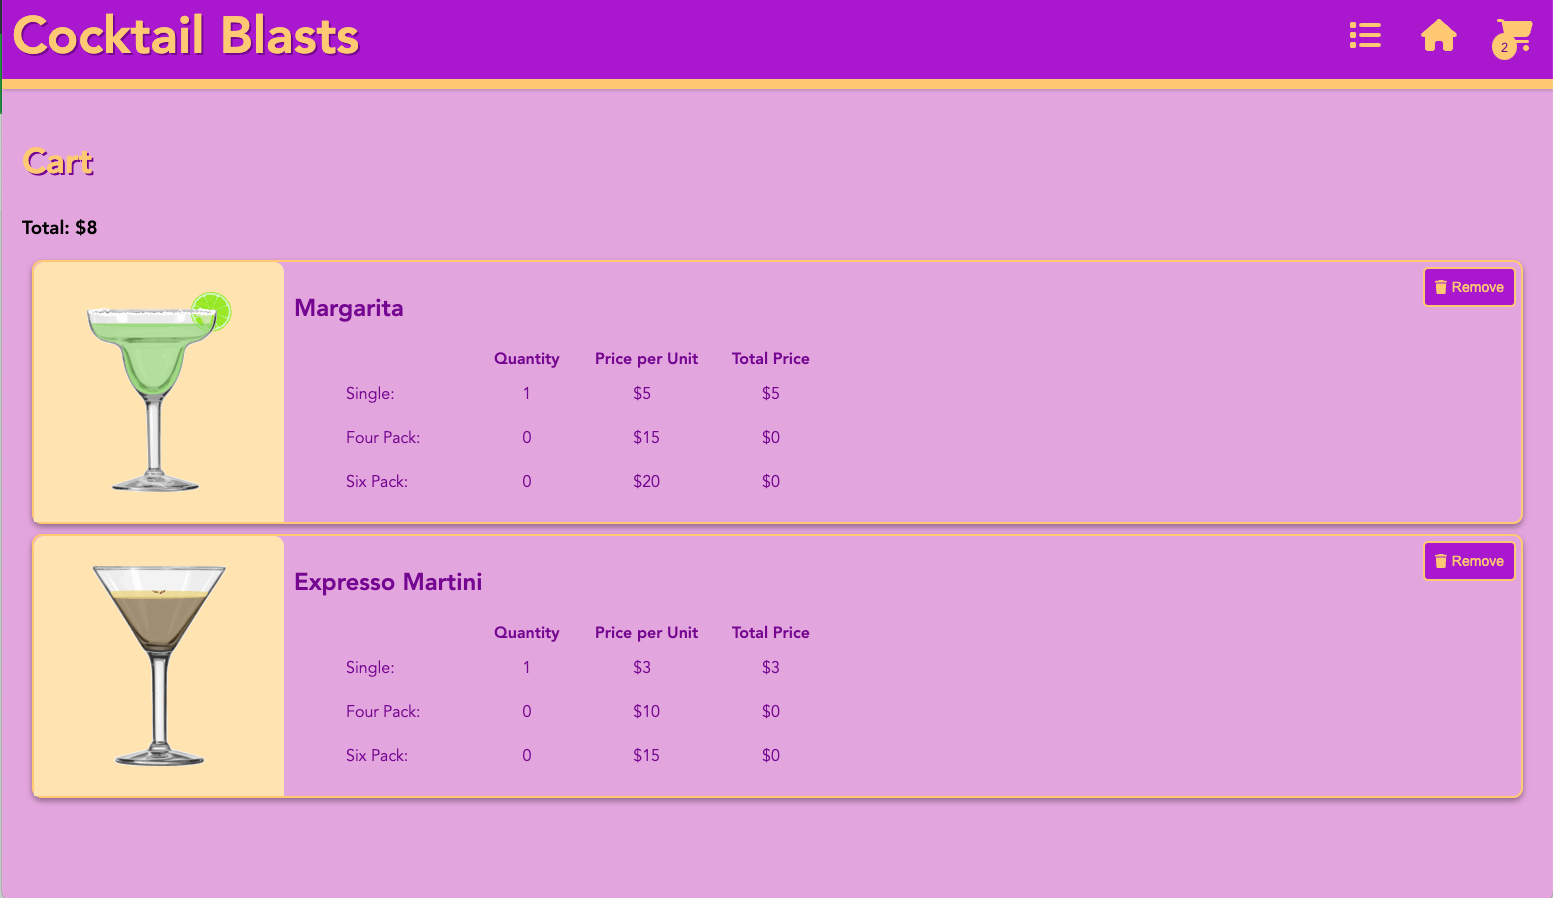 Cocktail Blasts
2
Cart
Total: $8
Remove
Margarita
Quantity Price per Unit Total Price
Single: 1 $5 $5
Four Pack: 0 $15 $0
Six Pack: 0 $20 $0
Remove
Expresso Martini
Quantity Price per Unit Total Price
Single: 1 $3 $3
Four Pack: 0 $10 $0
Six Pack: 0 $15 $0